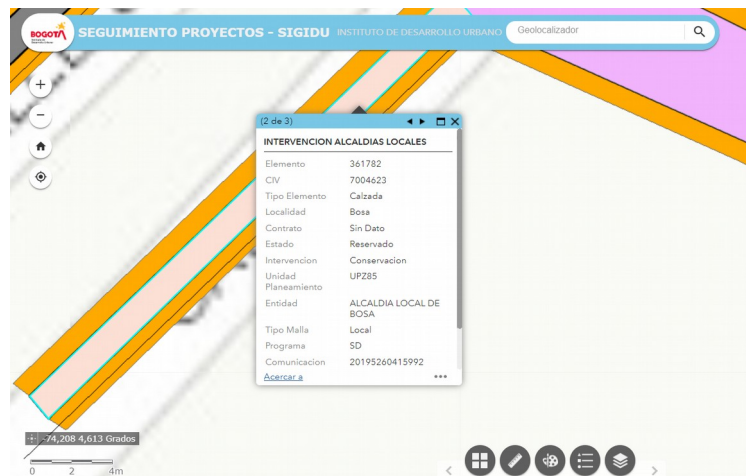 BOGOTÁ
SEGUIMIENTO PROYECTOS - SIGIDU
INSTITUTO DE DESARROLLO URBANO
Geolocalizador
(2 de 3)
INTERVENCION ALCALDIAS LOCALES
Elemento 361782
CIV 7004623
Tipo Elemento Calzada
Localidad Bosa
Contrato Sin Dato
Estado Reservado
Intervencion Conservacion
Unidad Planeamiento UPZ85
Entidad ALCALDIA LOCAL DE BOSA
Tipo Malla Local
Programa SD
Comunicacion 20195260415992
Acercar a
-74,208 4,613 Grados
0 2 4m